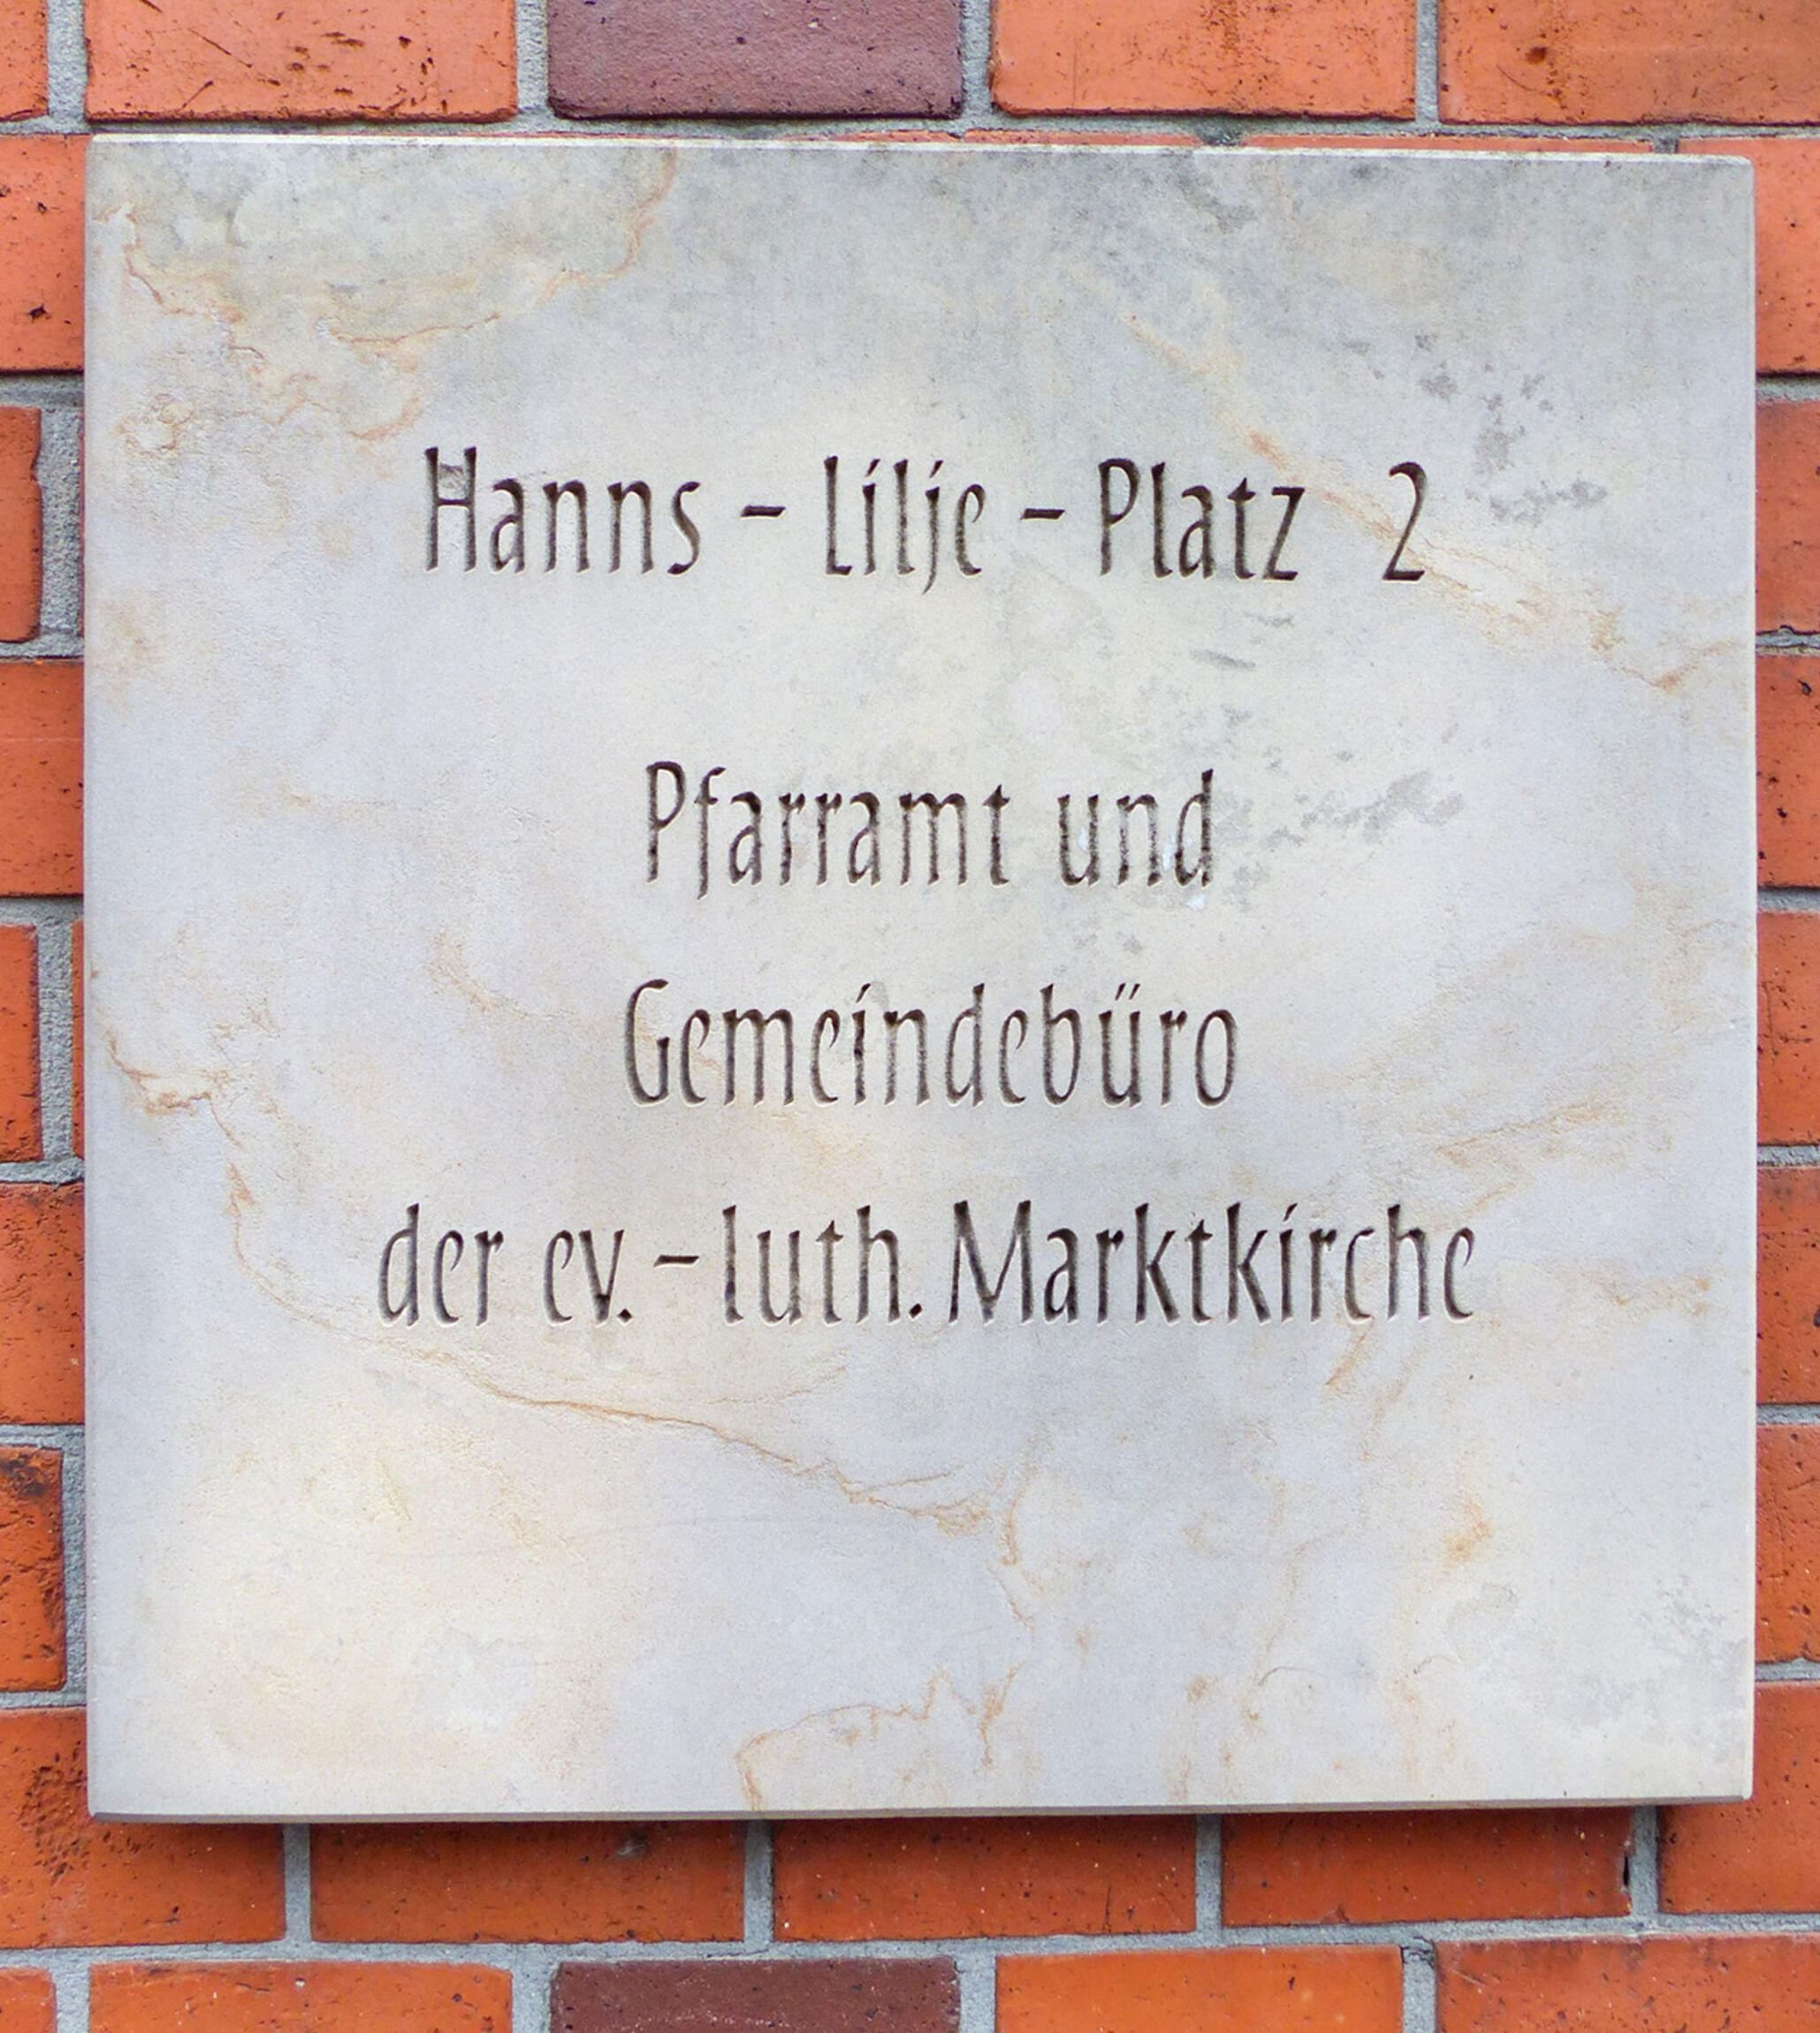 Hanns - Lilje - Platz 2
Pfarramt und
Gemeindebüro
der ev. - luth. Marktkirche